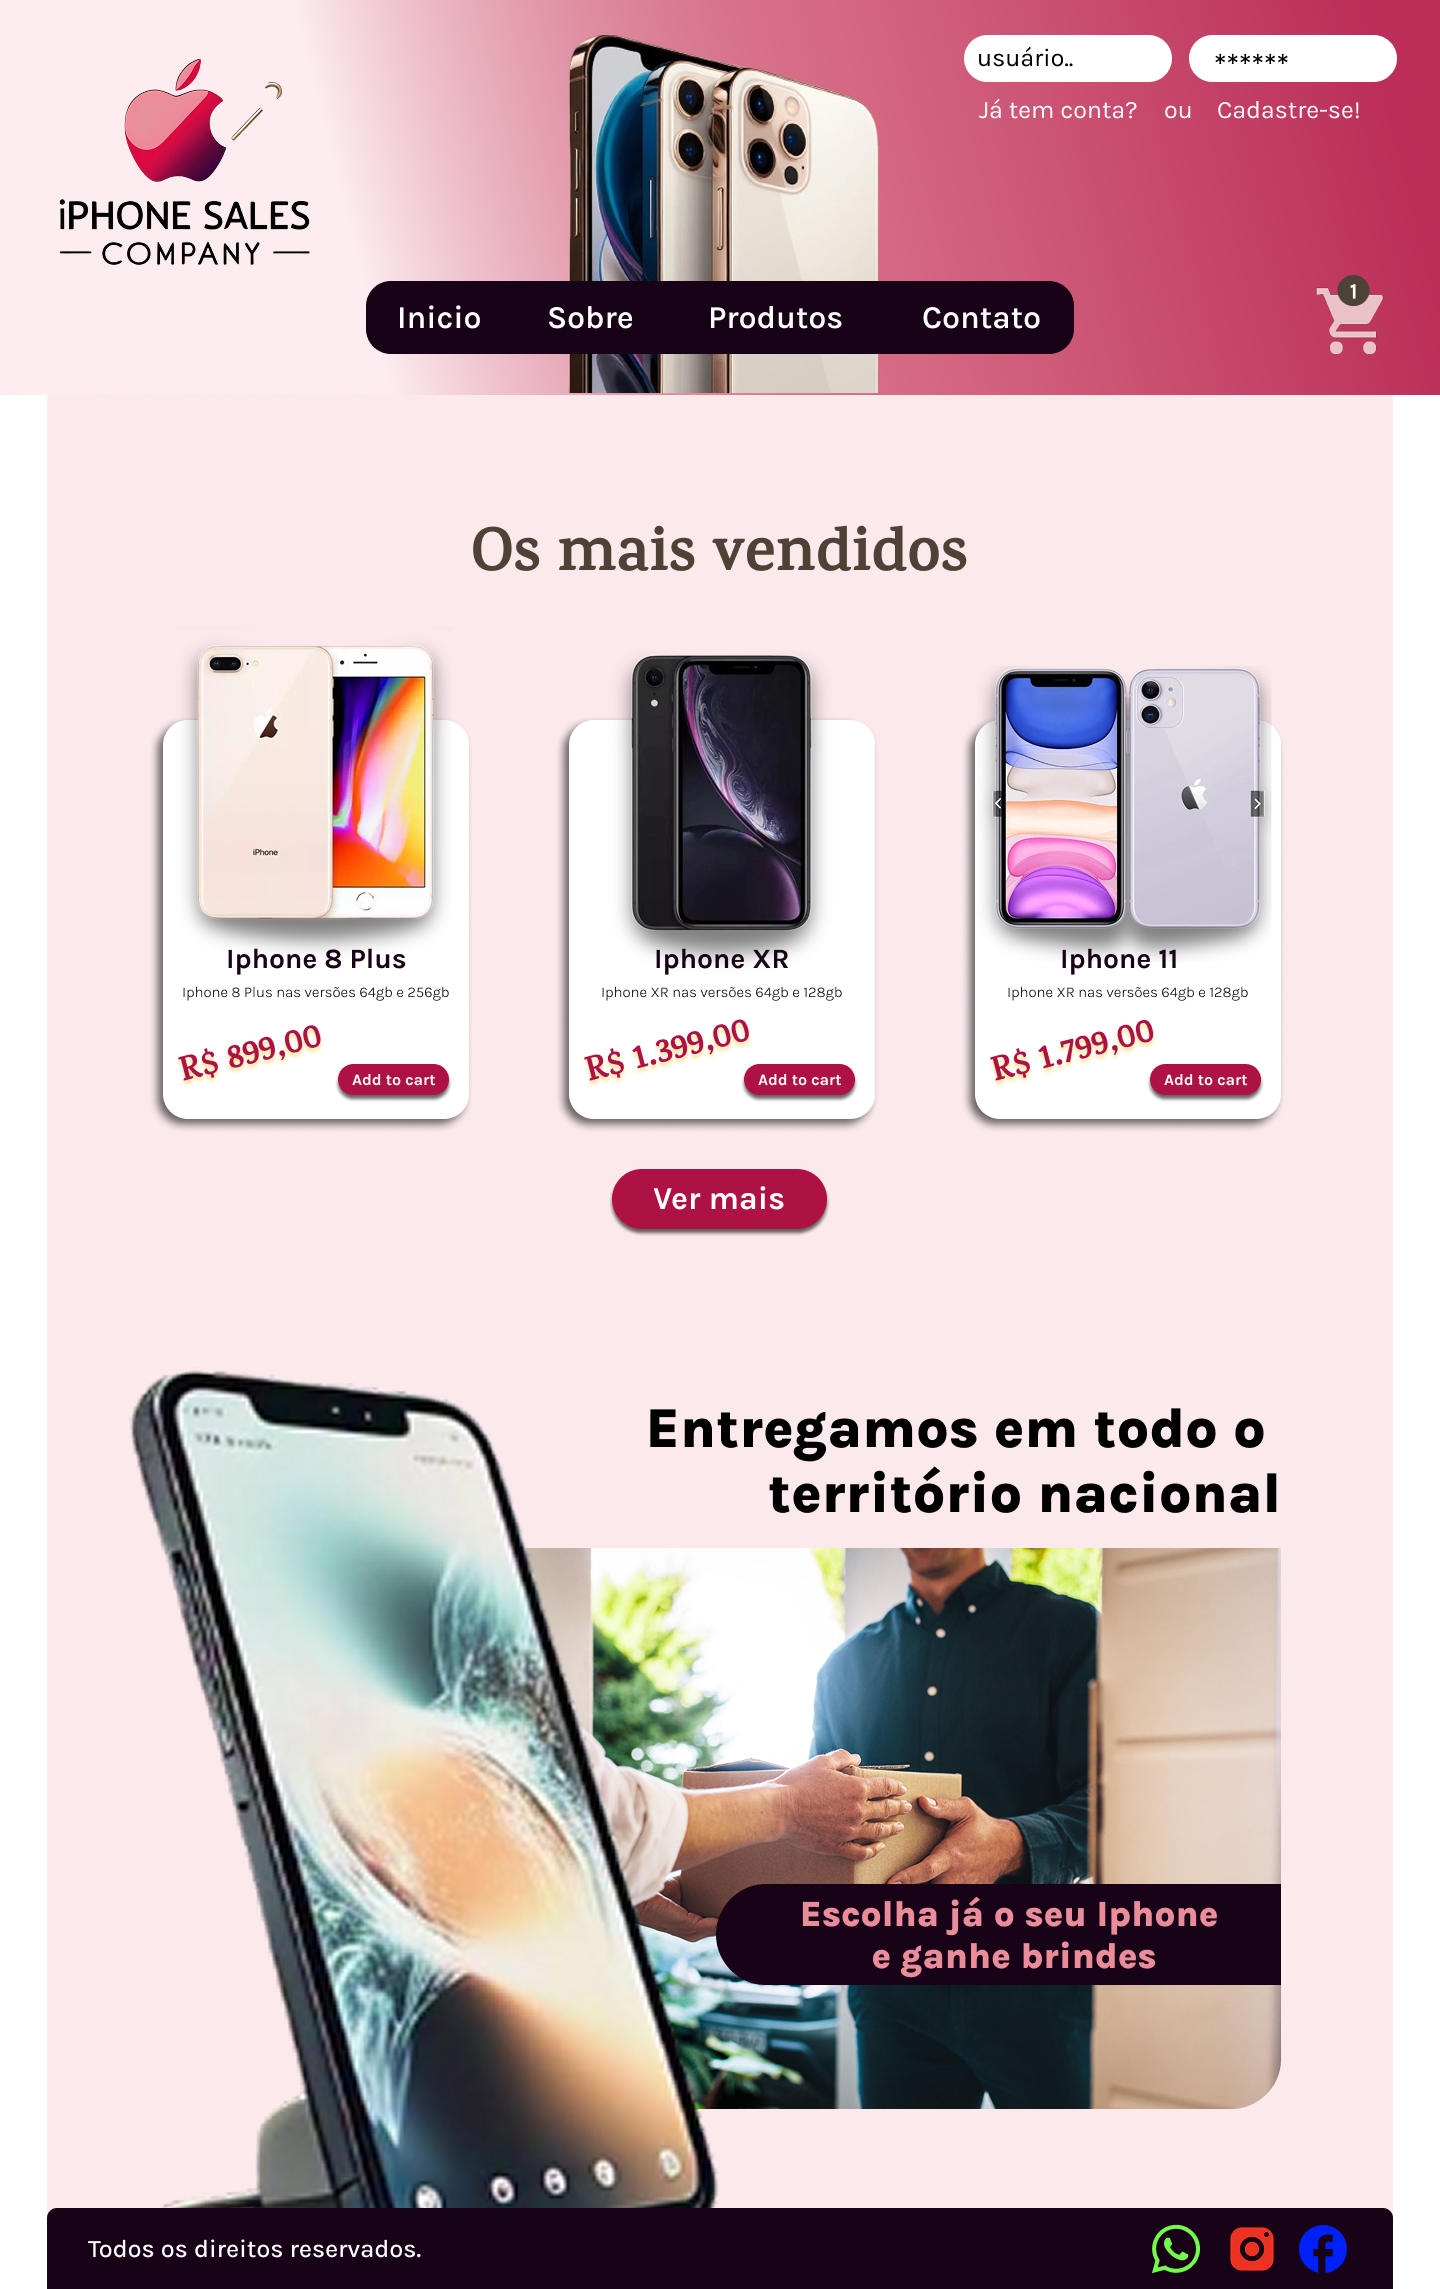 usuário..
******
Já tem conta? ou Cadastre-se!
iPHONE SALES
COMPANY
1
Inicio Sobre Produtos Contato
Os mais vendidos
iPhone
Iphone 8 Plus
Iphone 8 Plus nas versões 64gb e 256gb
R$ 899,00
Add to cart
Iphone XR
Iphone XR nas versões 64gb e 128gb
R$ 1.399,00
Add to cart
Iphone 11
Iphone XR nas versões 64gb e 128gb
R$ 1.799,00
Add to cart
Ver mais
Entregamos em todo o
território nacional
Escolha já o seu Iphone
e ganhe brindes
Todos os direitos reservados.